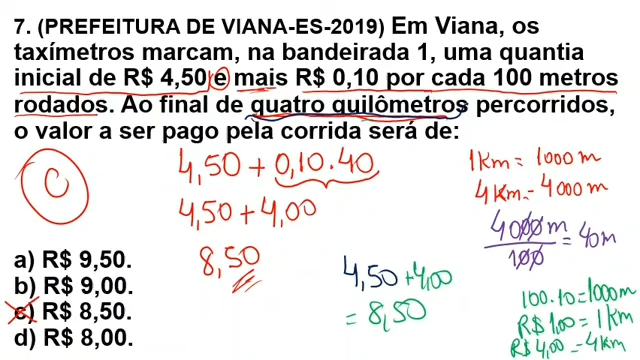 7. (PREFEITURA DE VIANA-ES-2019) Em Viana, os
taxímetros marcam, na bandeirada 1, uma quantia
inicial de R$ 4,50 e mais R$ 0,10 por cada 100 metros
rodados. Ao final de quatro quilômetros percorridos,
o valor a ser pago pela corrida será de:
C
4,50 + 0,10.40
4,50 + 4,00
8,50
1Km = 1000m
4Km = 4000m
4000m
100
= 40m
a) R$ 9,50.
b) R$ 9,00.
c) R$ 8,50.
d) R$ 8,00.
4,50 + 4,00
= 8,50
100.10 = 1000m
R$ 1,00 = 1Km
R$ 4,00 = 4Km